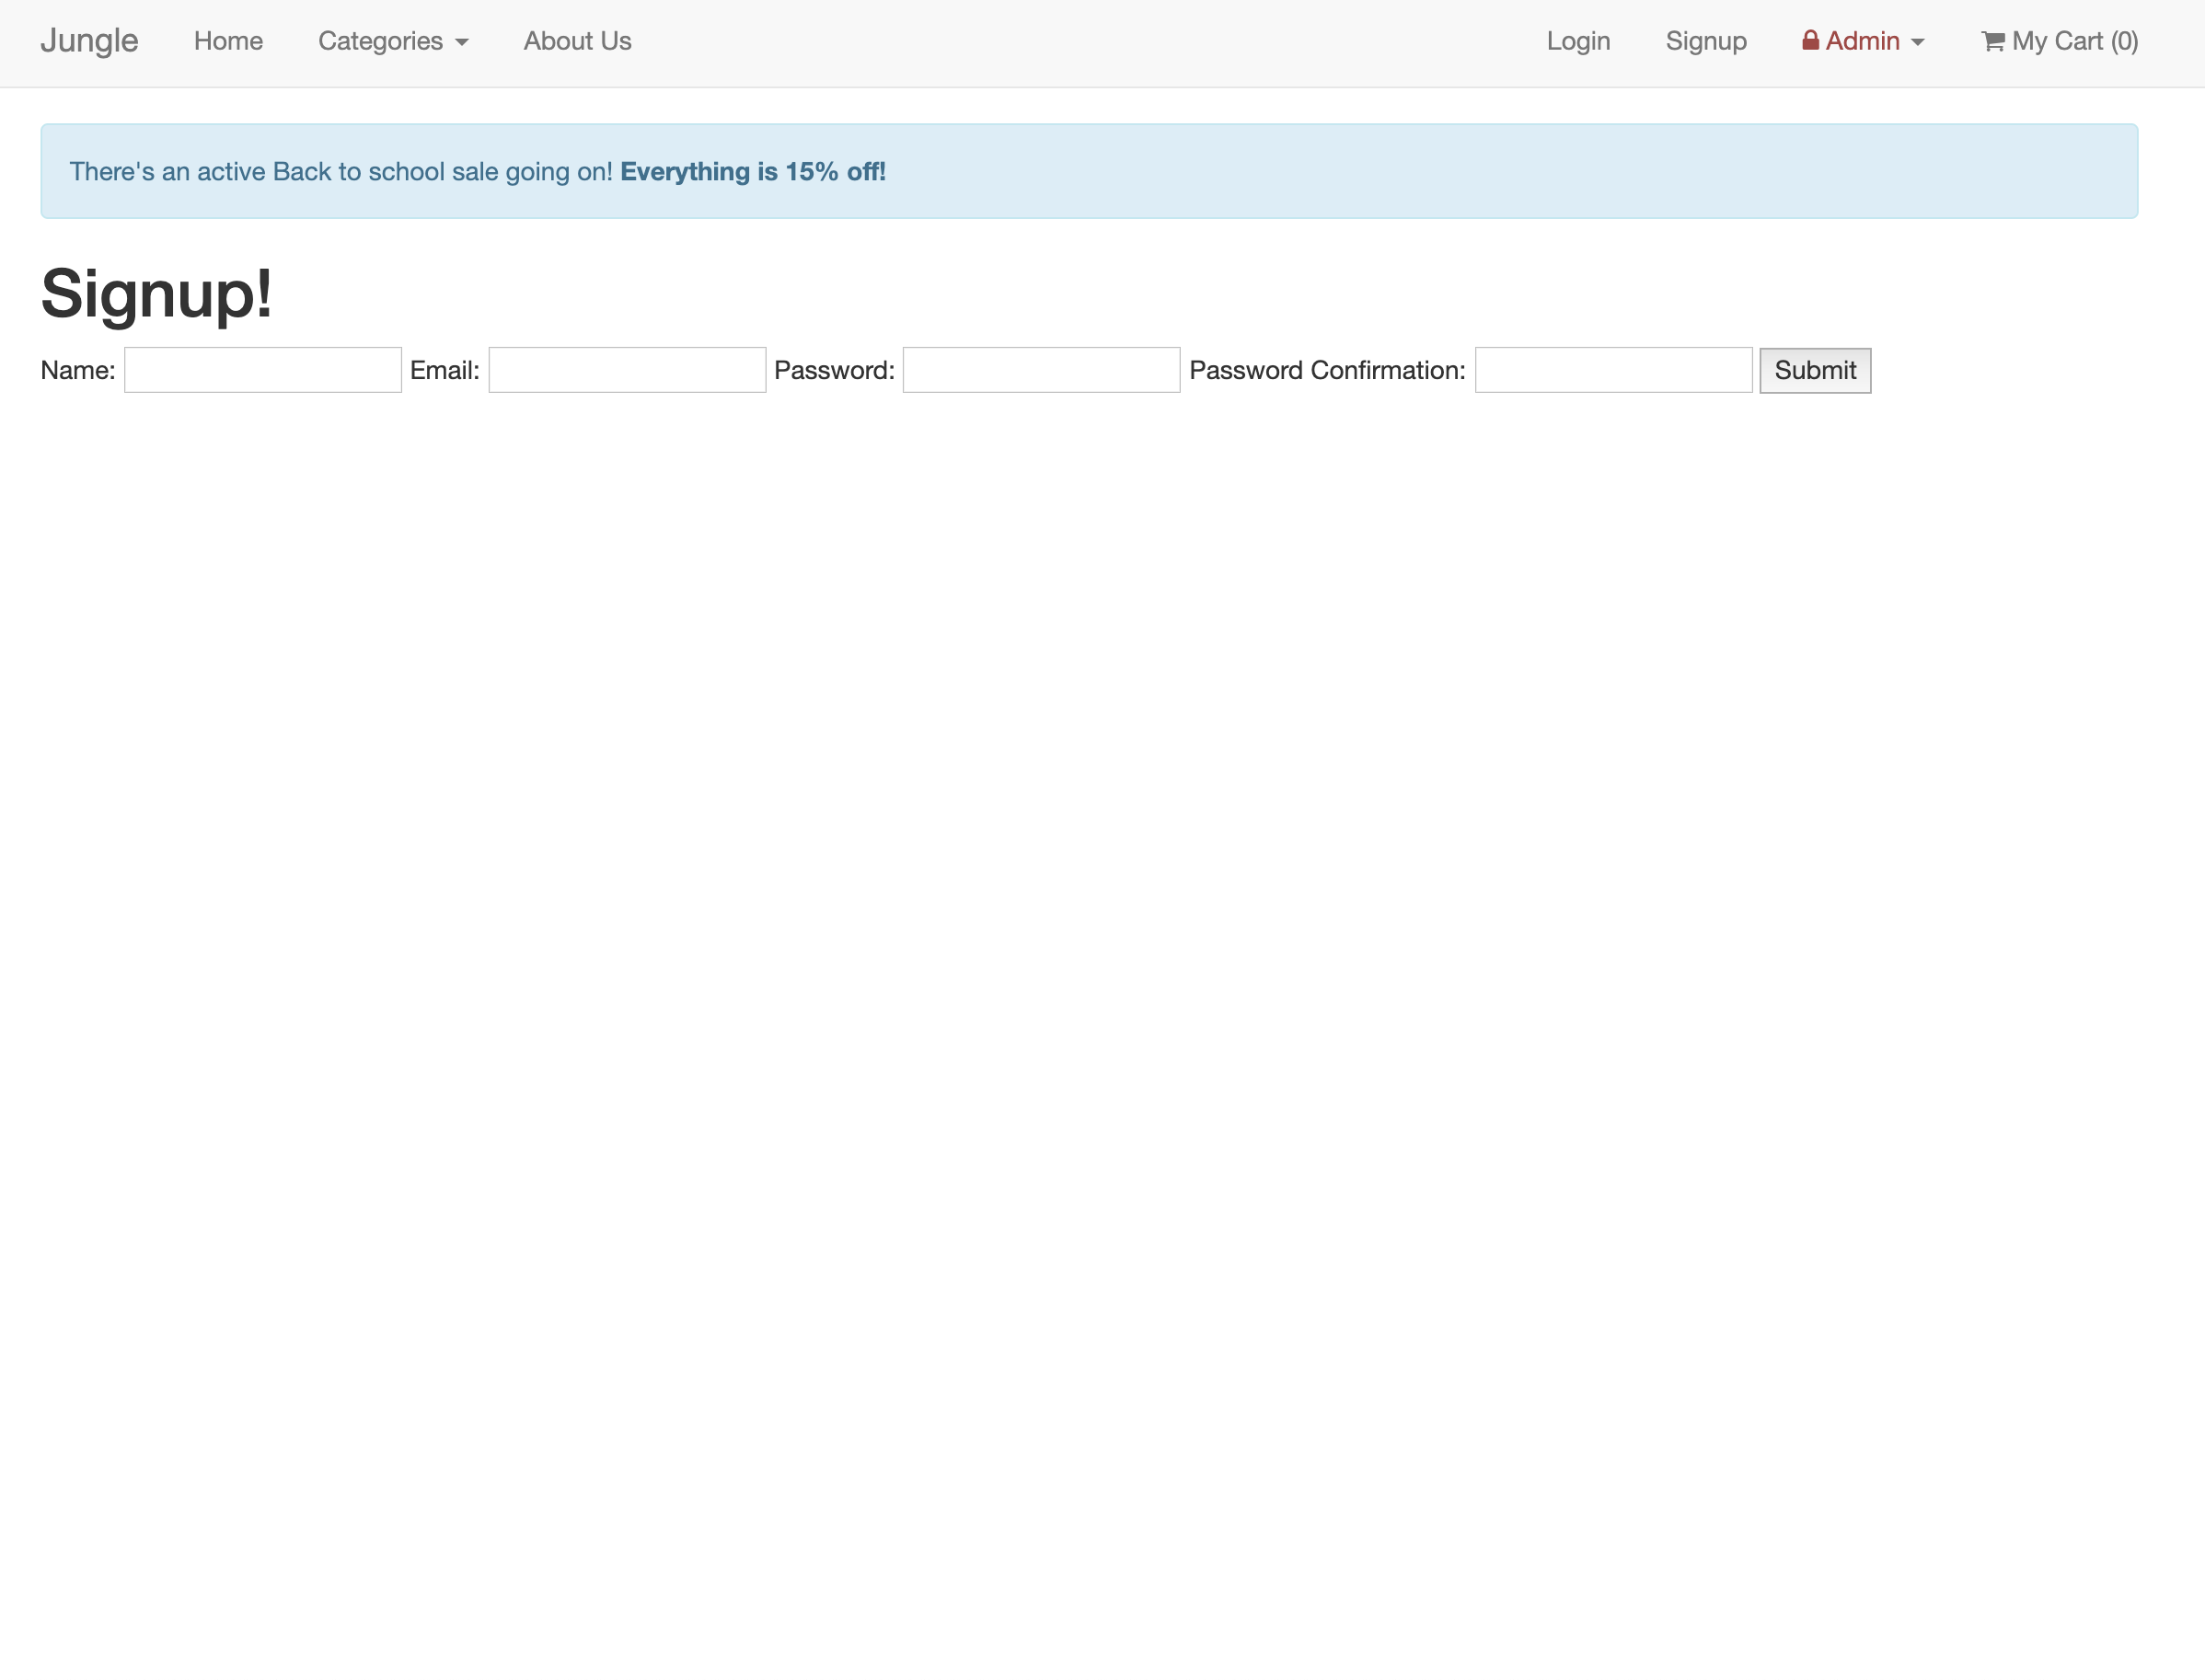 Jungle Home Categories About Us Login Signup Admin My Cart (0)
There's an active Back to school sale going on! Everything is 15% off!
Signup!
Name: Email: Password: Password Confirmation: Submit